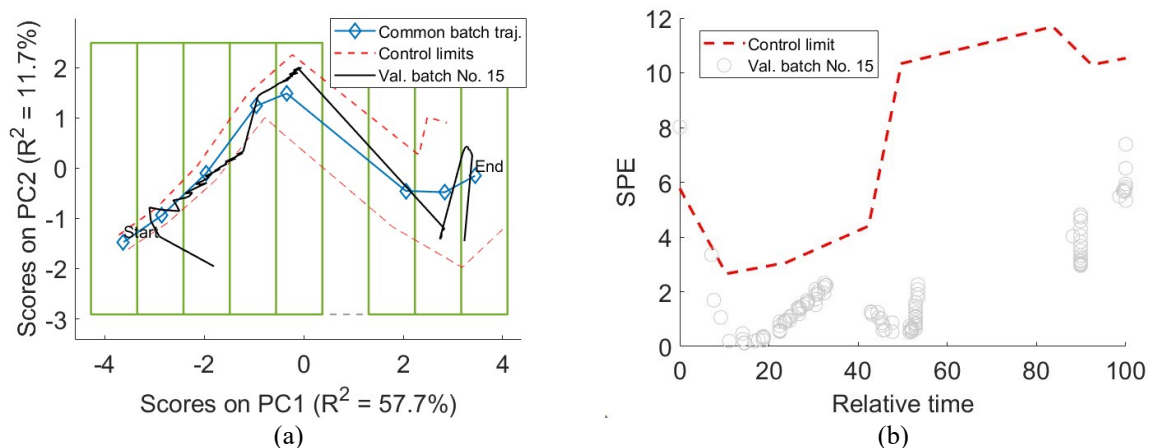 Scores on PC2 (R² = 11.7%)
2
1
0
-1
-2
-3
-4
-2
0
2
4
Scores on PC1 (R² = 57.7%)
Common batch traj.
Control limits
Val. batch No. 15
Start
End
(a)
SPE
12
10
8
6
4
2
0
0
20
40
60
80
100
Relative time
Control limit
Val. batch No. 15
(b)